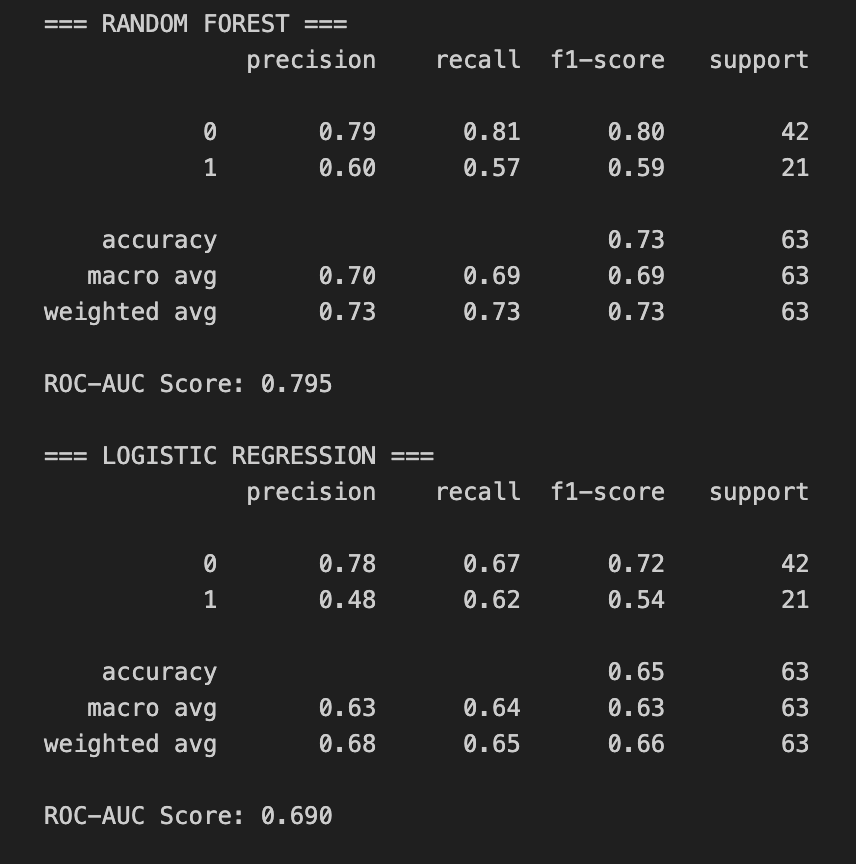 === RANDOM FOREST ===
              precision    recall  f1-score   support

           0       0.79      0.81      0.80        42
           1       0.60      0.57      0.59        21

    accuracy                           0.73        63
   macro avg       0.70      0.69      0.69        63
weighted avg       0.73      0.73      0.73        63

ROC-AUC Score: 0.795

=== LOGISTIC REGRESSION ===
              precision    recall  f1-score   support

           0       0.78      0.67      0.72        42
           1       0.48      0.62      0.54        21

    accuracy                           0.65        63
   macro avg       0.63      0.64      0.63        63
weighted avg       0.68      0.65      0.66        63

ROC-AUC Score: 0.690